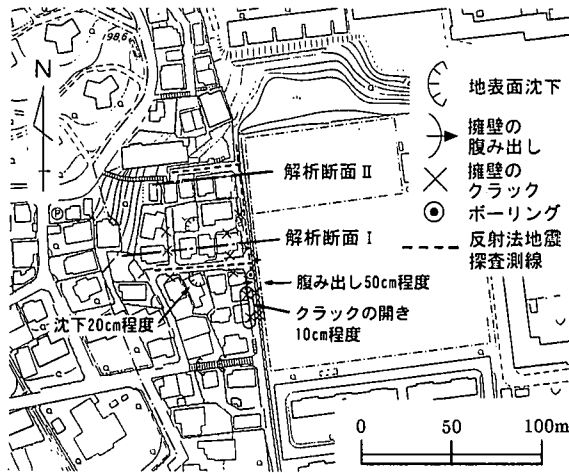 198.6
N
地表面沈下
擁壁の
腹み出し
擁壁の
クラック
ボーリング
反射法地震
探査測線
解析断面 II
解析断面 I
P
腹み出し50cm程度
沈下20cm程度
クラックの開き
10cm程度
0 50 100m